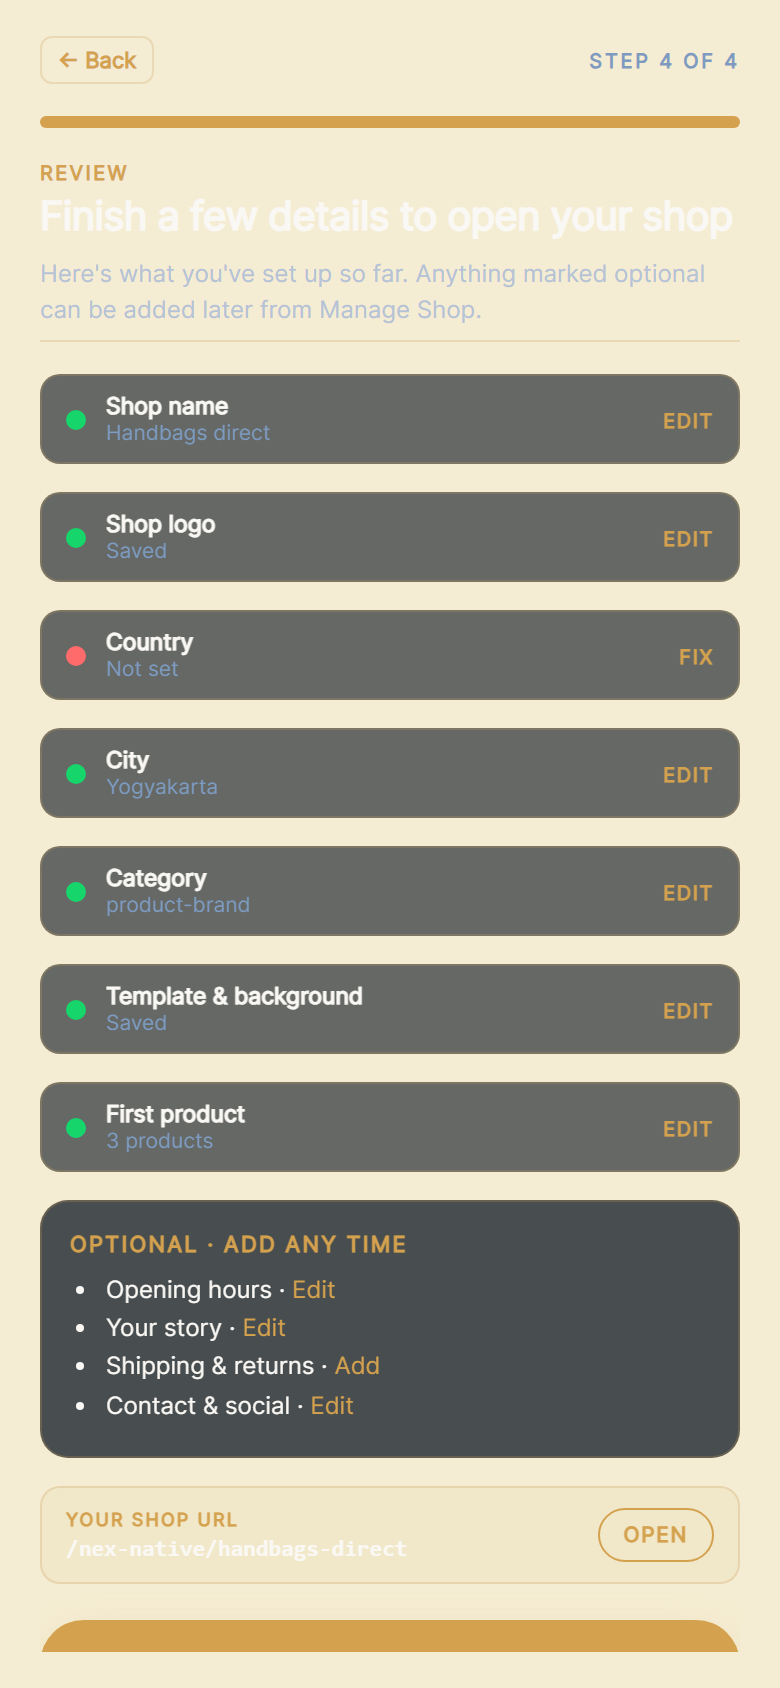 ← Back
STEP 4 OF 4
REVIEW
Finish a few details to open your shop
Here's what you've set up so far. Anything marked optional
can be added later from Manage Shop.
Shop name
Handbags direct
EDIT
Shop logo
Saved
EDIT
Country
Not set
FIX
City
Yogyakarta
EDIT
Category
product-brand
EDIT
Template & background
Saved
EDIT
First product
3 products
EDIT
OPTIONAL · ADD ANY TIME
• Opening hours · Edit
• Your story · Edit
• Shipping & returns · Add
• Contact & social · Edit
YOUR SHOP URL
/nex-native/handbags-direct
OPEN